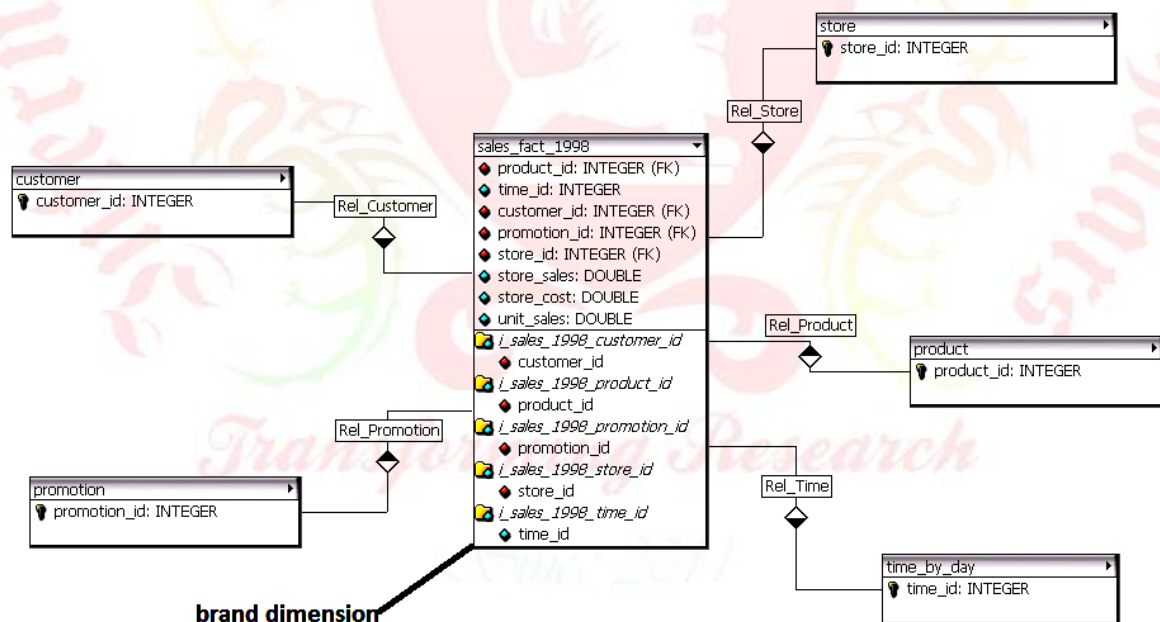 store
store_id: INTEGER
Rel_Store
sales_fact_1998
product_id: INTEGER (FK)
time_id: INTEGER
customer_id: INTEGER (FK)
promotion_id: INTEGER (FK)
store_id: INTEGER (FK)
store_sales: DOUBLE
store_cost: DOUBLE
unit_sales: DOUBLE
i_sales_1998_customer_id
customer_id
i_sales_1998_product_id
product_id
i_sales_1998_promotion_id
promotion_id
i_sales_1998_store_id
store_id
i_sales_1998_time_id
time_id
customer
customer_id: INTEGER
Rel_Customer
Rel_Product
product
product_id: INTEGER
Rel_Promotion
promotion
promotion_id: INTEGER
Rel_Time
time_by_day
time_id: INTEGER
brand dimension
Transforming Research